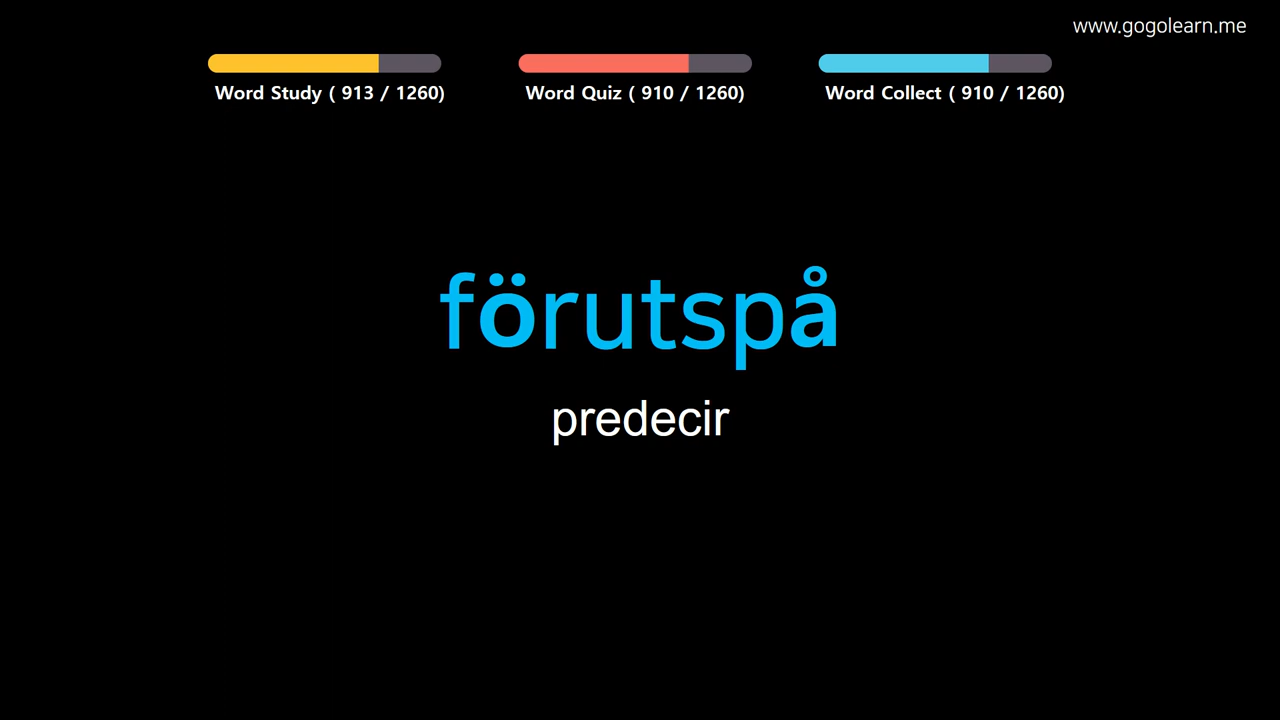 www.gogolearn.me
Word Study ( 913 / 1260)
Word Quiz ( 910 / 1260)
Word Collect ( 910 / 1260)
förutspå
predecir